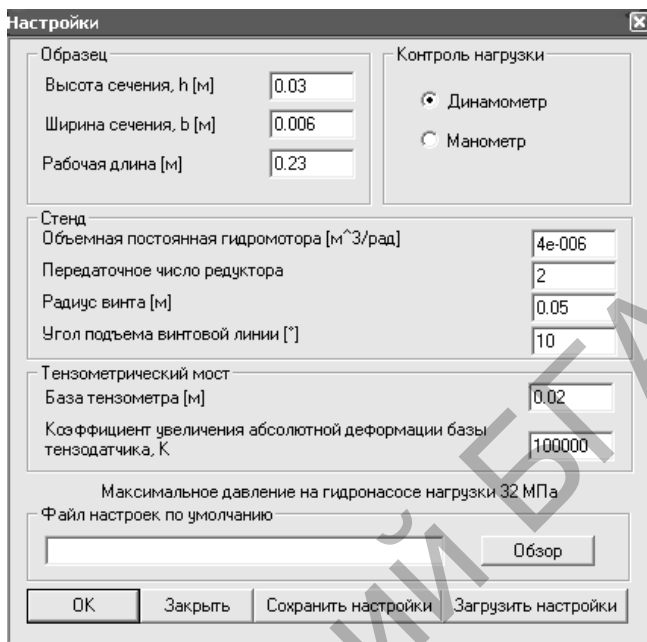 Настройки
Образец
Высота сечения, h [м] 0.03
Ширина сечения, b [м] 0.006
Рабочая длина [м] 0.23
Контроль нагрузки
Динамометр
Манометр
Стенд
Объемная постоянная гидромотора [м^3/рад] 4e-006
Передаточное число редуктора 2
Радиус винта [м] 0.05
Угол подъема винтовой линии [°] 10
Тензометрический мост
База тензометра [м] 0.02
Коэффициент увеличения абсолютной деформации базы
тензодатчика, К 100000
Максимальное давление на гидронасосе нагрузки 32 МПа
Файл настроек по умолчанию
Обзор
ОК Закрыть Сохранить настройки Загрузить настройки
ИЙ БГА